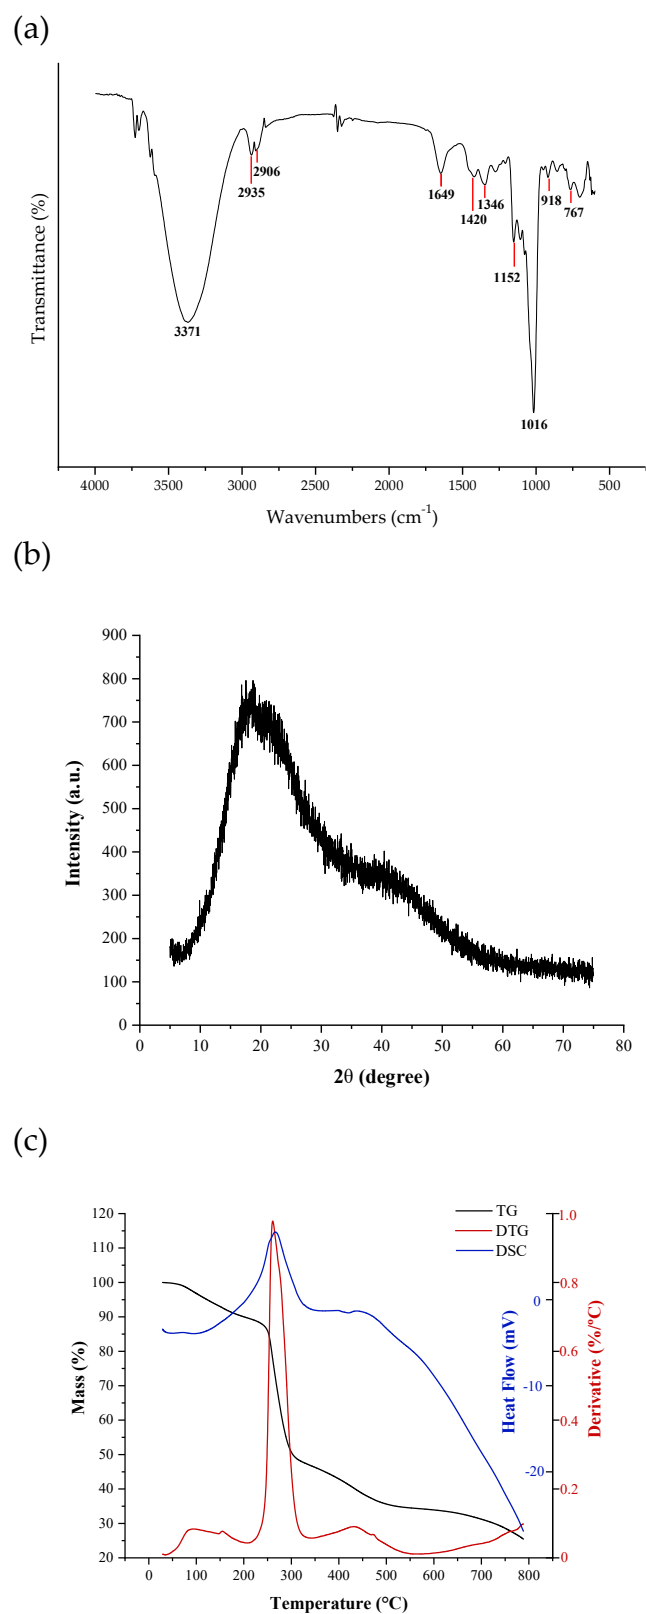 (a)
Transmittance (%)
2935
2906
3371
1649
1420
1346
1152
1016
918
767
4000 3500 3000 2500 2000 1500 1000 500
Wavenumbers (cm-1)
(b)
Intensity (a.u.)
900
800
700
600
500
400
300
200
100
0
0 10 20 30 40 50 60 70 80
2θ (degree)
(c)
TG
DTG
DSC
Mass (%)
120
110
100
90
80
70
60
50
40
30
20
Heat Flow (mV)
0
-10
-20
Derivative (%/°C)
1.0
0.8
0.6
0.4
0.2
0
0 100 200 300 400 500 600 700 800
Temperature (°C)